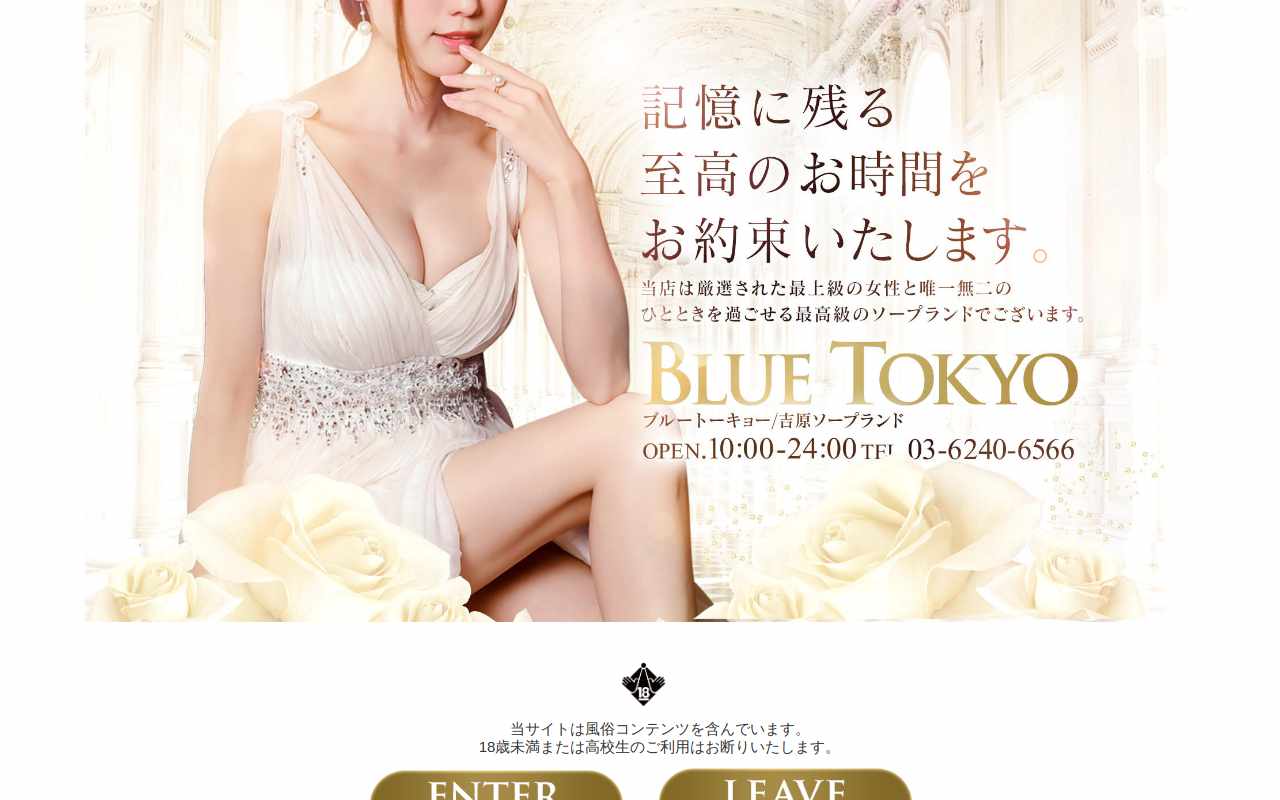 記憶に残る
至高のお時間を
お約束いたします。
当店は厳選された最上級の女性と唯一無二の
ひとときを過ごせる最高級のソープランドでございます。
BLUE TOKYO
ブルートーキョー/吉原ソープランド
OPEN.10:00-24:00 TEL 03-6240-6566
18
当サイトは風俗コンテンツを含んでいます。
18歳未満または高校生のご利用はお断りいたします。
ENTER LEAVE